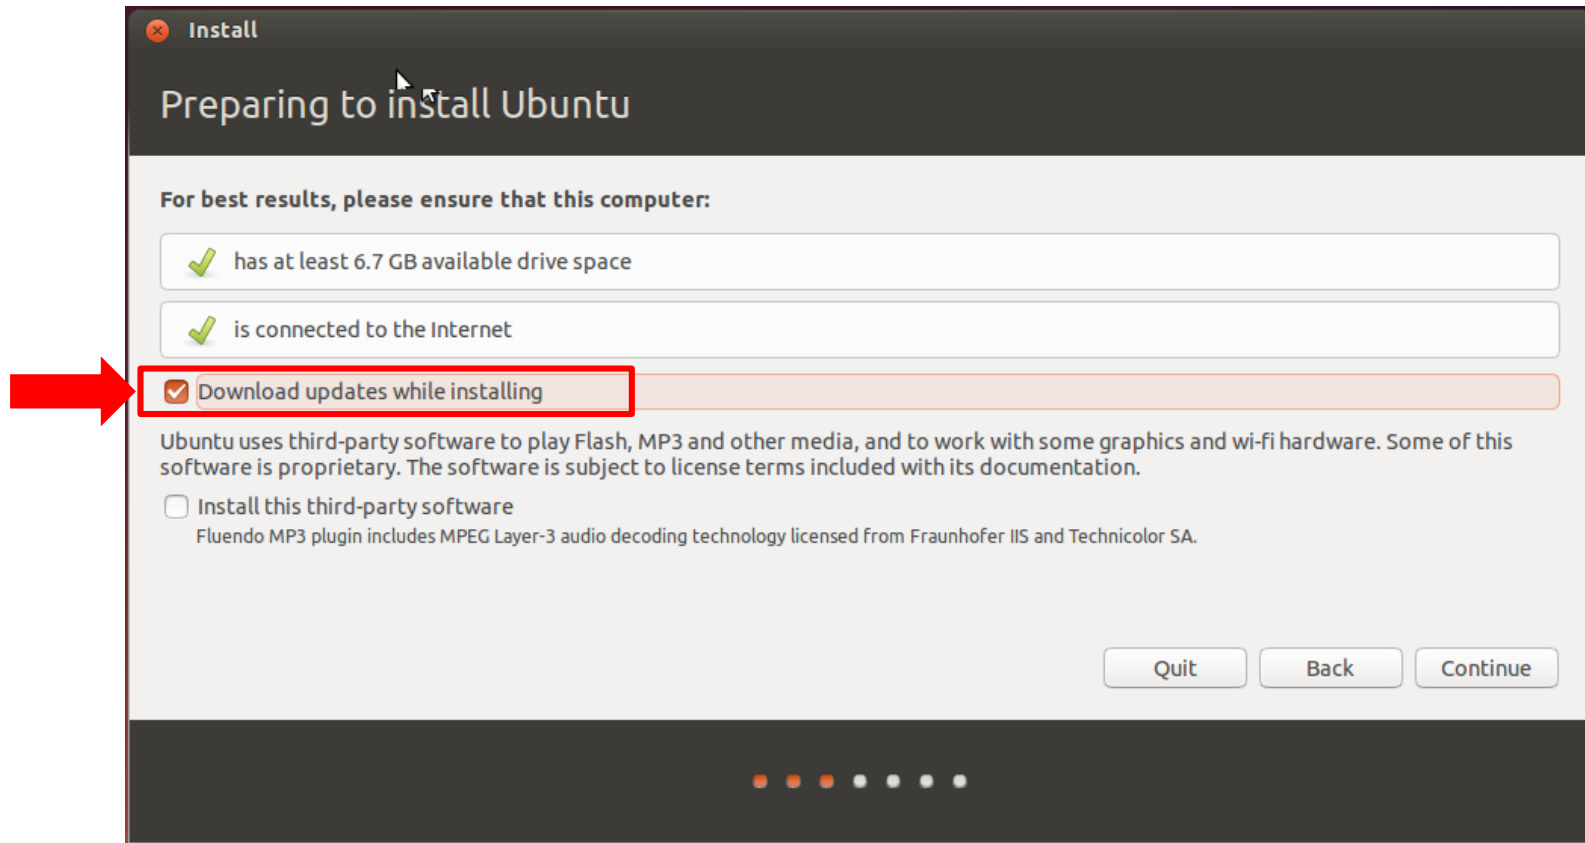 Install
Preparing to install Ubuntu
For best results, please ensure that this computer:
has at least 6.7 GB available drive space
is connected to the Internet
Download updates while installing
Ubuntu uses third-party software to play Flash, MP3 and other media, and to work with some graphics and wi-fi hardware. Some of this
software is proprietary. The software is subject to license terms included with its documentation.
Install this third-party software
Fluendo MP3 plugin includes MPEG Layer-3 audio decoding technology licensed from Fraunhofer IIS and Technicolor SA.
Quit Back Continue